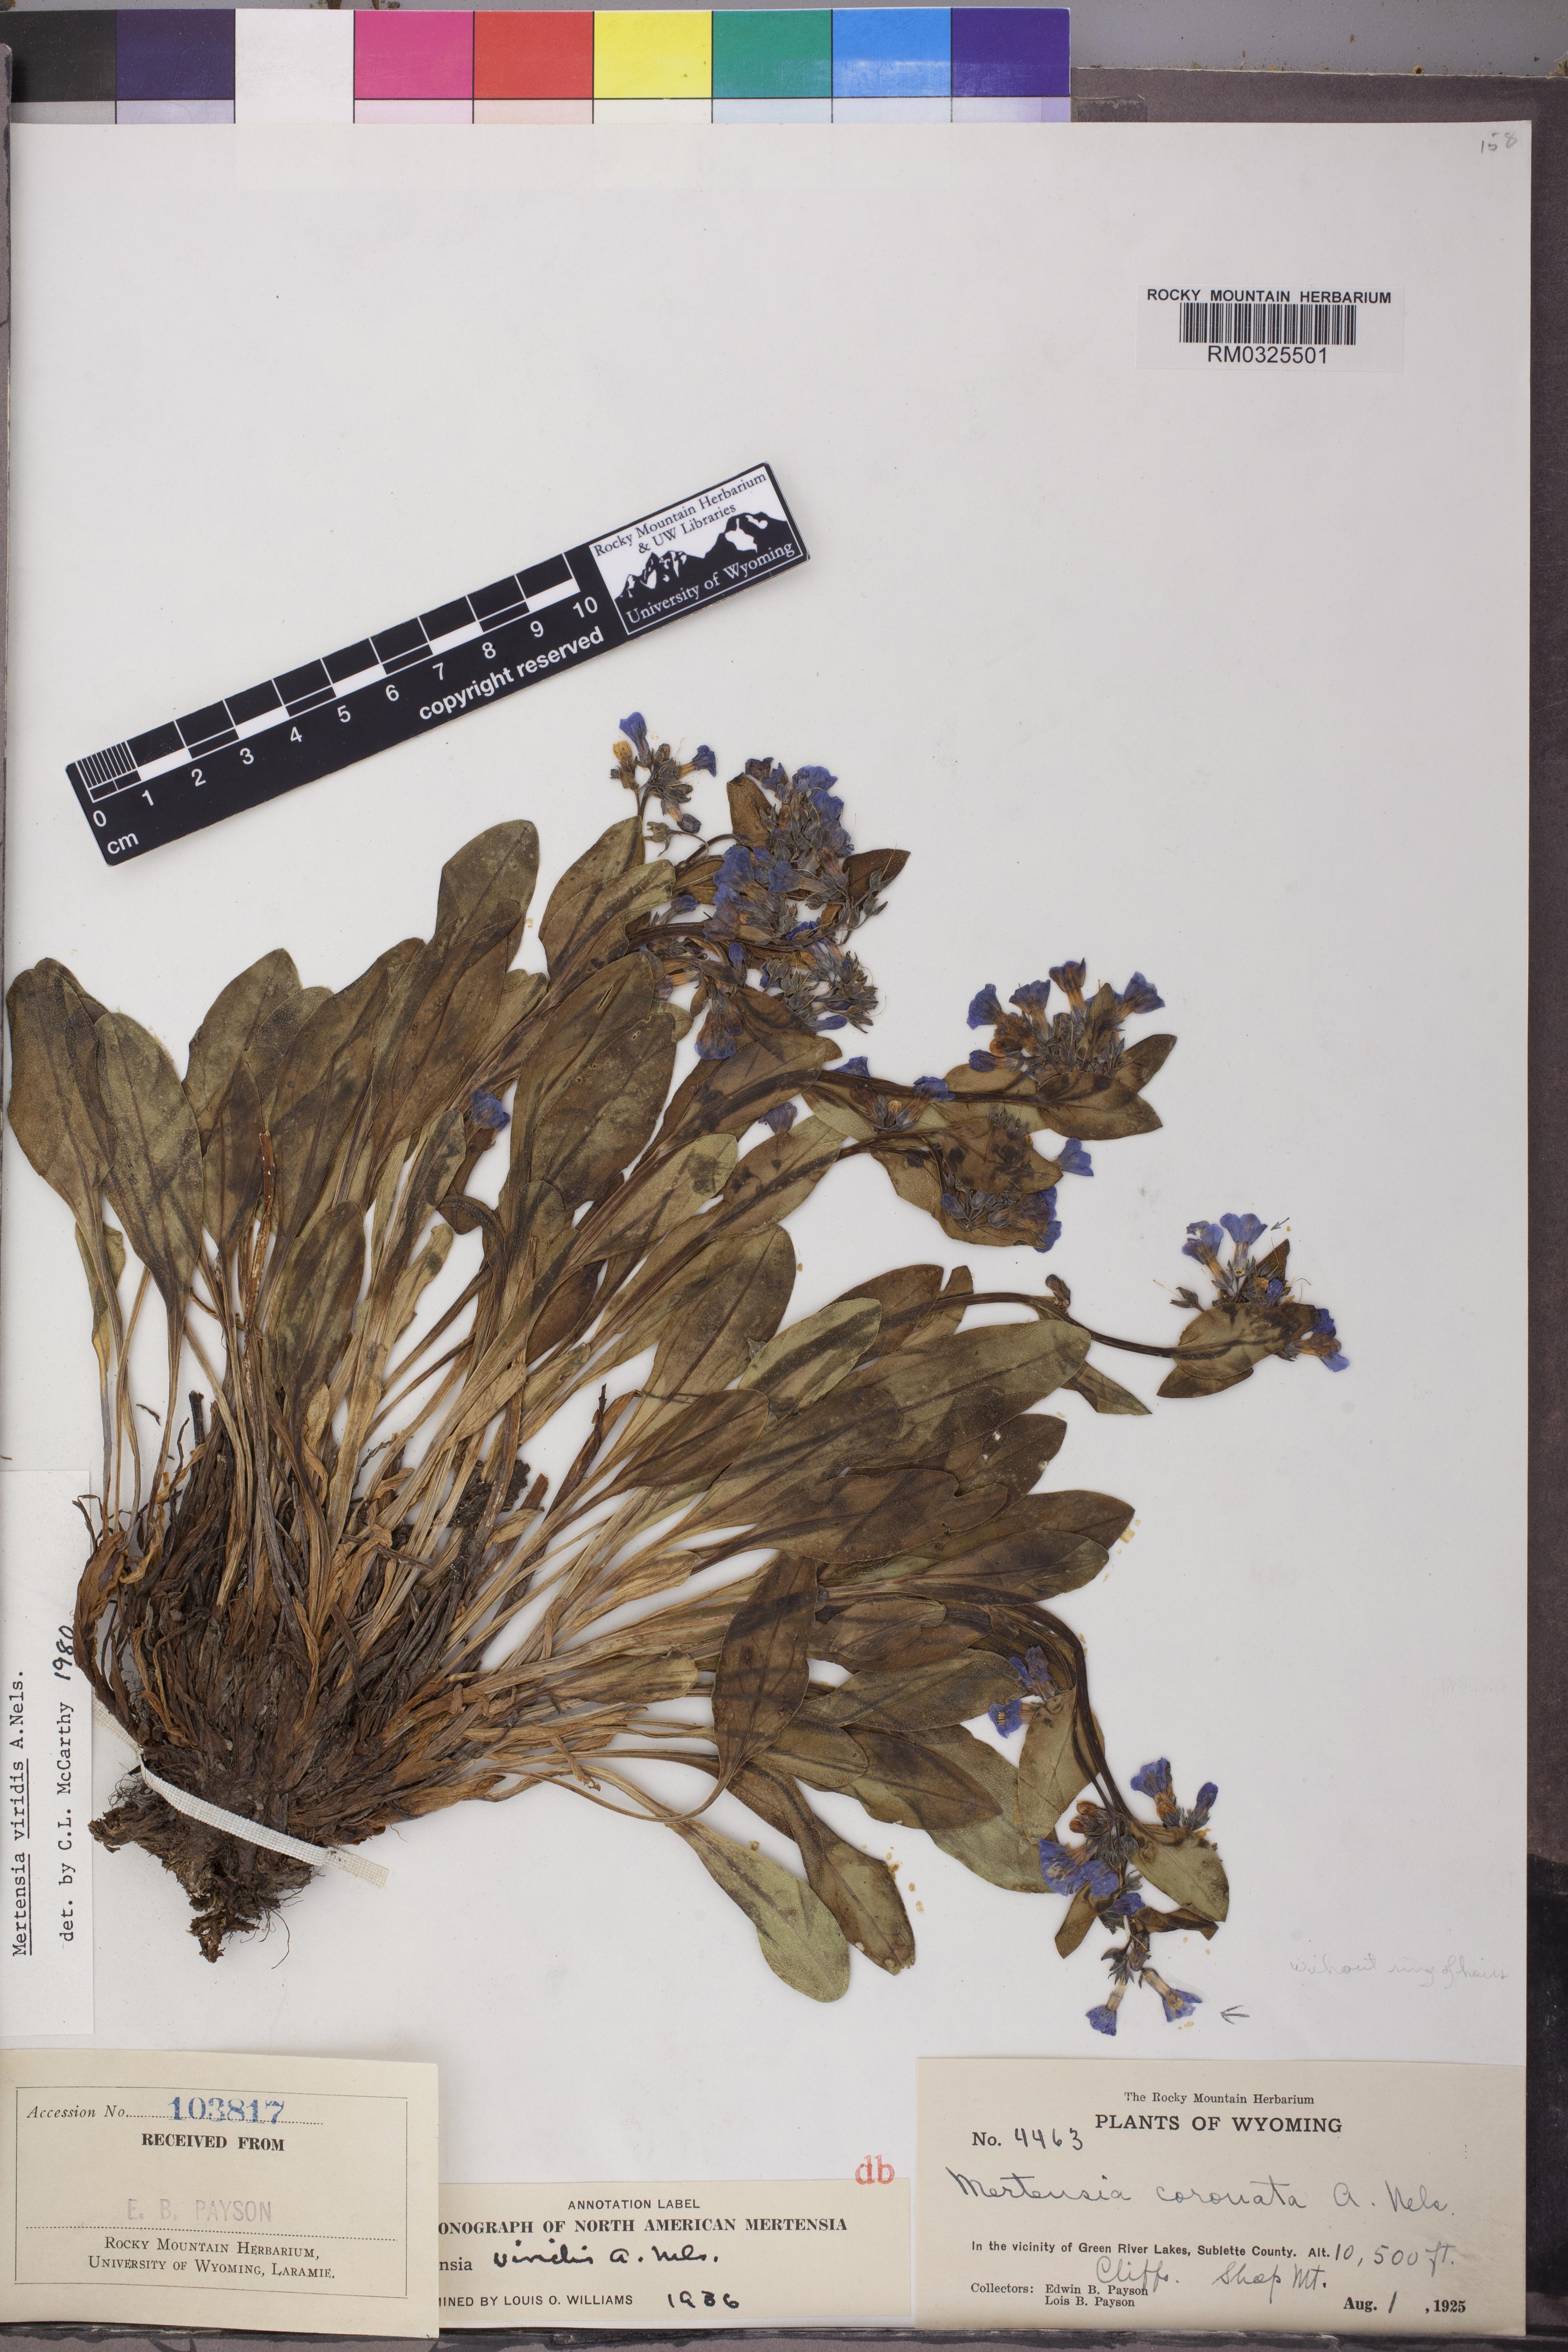 158
ROCKY MOUNTAIN HERBARIUM
RM0325501
Rocky Mountain Herbarium
& UW Libraries
University of Wyoming
0 1 2 3 4 5 6 7 8 9 10
cm
copyright reserved
Mertensia viridis A.Nels.
det. by C.L. McCarthy 1980
without ring of hairs
Accession No. 103817
RECEIVED FROM
E. B. PAYSON
ROCKY MOUNTAIN HERBARIUM,
UNIVERSITY OF WYOMING, LARAMIE.
db
ANNOTATION LABEL
ONOGRAPH OF NORTH AMERICAN MERTENSIA
nsia viridis A. Nels.
MINED BY LOUIS O. WILLIAMS 1936
The Rocky Mountain Herbarium
PLANTS OF WYOMING
No. 4463
Mertensia coronata A. Nels.
In the vicinity of Green River Lakes, Sublette County. Alt. 10,500 ft.
Cliffs. Sheep Mt.
Collectors: Edwin B. Payson
Lois B. Payson
Aug. 1, 1925